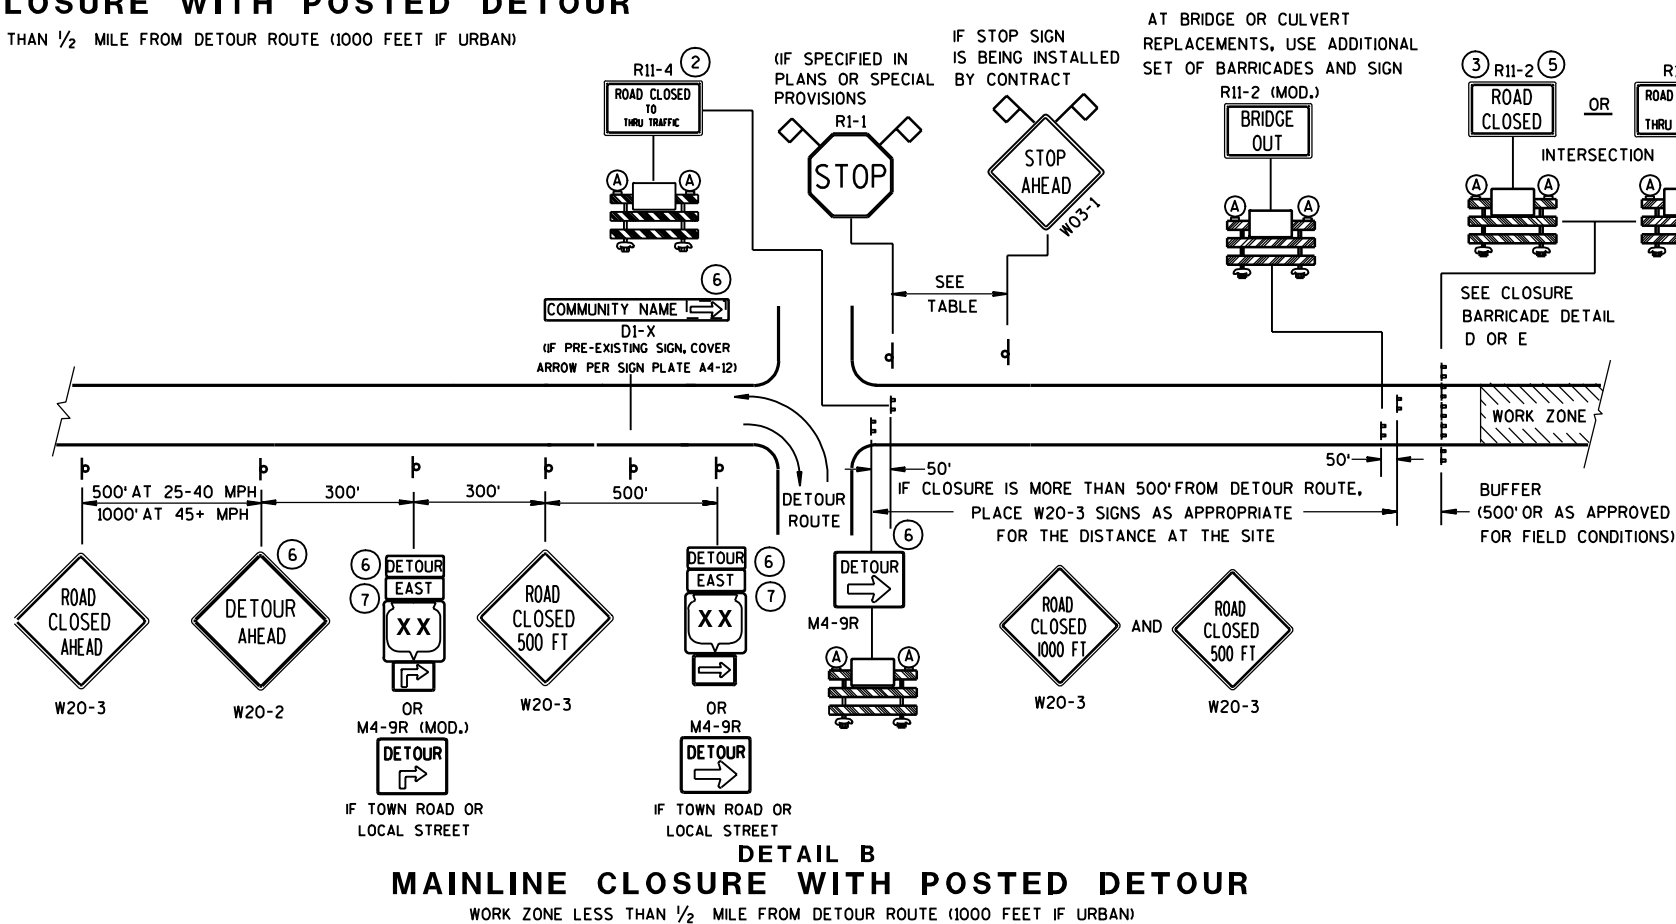 LOSURE WITH POSTED DETOUR
THAN 1/2 MILE FROM DETOUR ROUTE (1000 FEET IF URBAN)
R11-4 2
ROAD CLOSED
TO
THRU TRAFFIC
A A
(IF SPECIFIED IN
PLANS OR SPECIAL
PROVISIONS
R1-1
STOP
IF STOP SIGN
IS BEING INSTALLED
BY CONTRACT
STOP
AHEAD
WO3-1
AT BRIDGE OR CULVERT
REPLACEMENTS, USE ADDITIONAL
SET OF BARRICADES AND SIGN
R11-2 (MOD.)
BRIDGE
OUT
A A
3 R11-2 5
ROAD
CLOSED
OR
ROAD
THRU
INTERSECTION
A A
A
SEE
TABLE
SEE CLOSURE
BARRICADE DETAIL
D OR E
6
COMMUNITY NAME
D1-X
(IF PRE-EXISTING SIGN, COVER
ARROW PER SIGN PLATE A4-12)
WORK ZONE
500' AT 25-40 MPH
1000' AT 45+ MPH
300'
300'
500'
DETOUR
ROUTE
50'
50'
IF CLOSURE IS MORE THAN 500' FROM DETOUR ROUTE,
PLACE W20-3 SIGNS AS APPROPRIATE
FOR THE DISTANCE AT THE SITE
BUFFER
(500' OR AS APPROVED
FOR FIELD CONDITIONS)
ROAD
CLOSED
AHEAD
W20-3
6
DETOUR
AHEAD
W20-2
6 DETOUR
7 EAST
XX
OR
M4-9R (MOD.)
DETOUR
IF TOWN ROAD OR
LOCAL STREET
ROAD
CLOSED
500 FT
W20-3
DETOUR 6
EAST 7
XX
OR
M4-9R
DETOUR
IF TOWN ROAD OR
LOCAL STREET
6
DETOUR
M4-9R
A A
ROAD
CLOSED
1000 FT
W20-3
AND
ROAD
CLOSED
500 FT
W20-3
DETAIL B
MAINLINE CLOSURE WITH POSTED DETOUR
WORK ZONE LESS THAN 1/2 MILE FROM DETOUR ROUTE (1000 FEET IF URBAN)